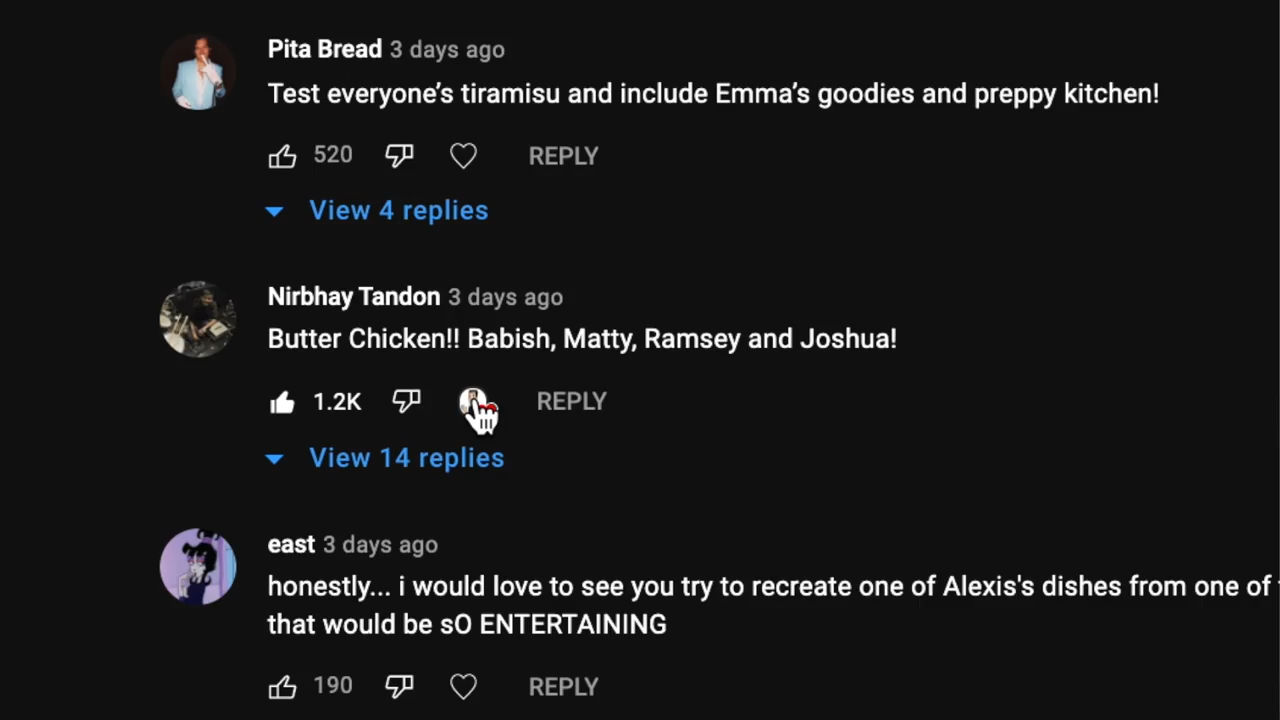 Pita Bread 3 days ago
Test everyone’s tiramisu and include Emma’s goodies and preppy kitchen!
520 REPLY
View 4 replies
Nirbhay Tandon 3 days ago
Butter Chicken!! Babish, Matty, Ramsey and Joshua!
1.2K REPLY
View 14 replies
east 3 days ago
honestly... i would love to see you try to recreate one of Alexis's dishes from one of
that would be sO ENTERTAINING
190 REPLY